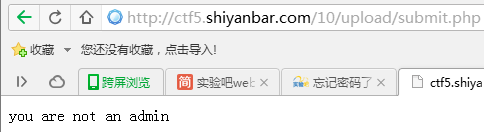 http://ctf5.shiyanbar.com/10/upload/submit.php
收藏 您还没有收藏，点击导入!
跨屏浏览 简 实验吧web 忘记密码了 ctf5.shiya
you are not an admin